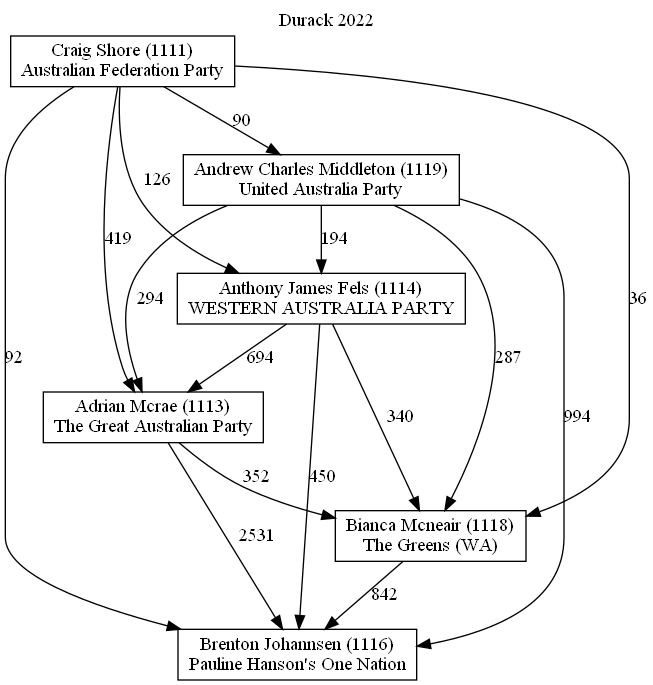 Durack 2022
Craig Shore (1111)
Australian Federation Party
90
Andrew Charles Middleton (1119)
United Australia Party
126
419
194
36
294
Anthony James Fels (1114)
WESTERN AUSTRALIA PARTY
92
694
287
Adrian Mcrae (1113)
The Great Australian Party
340
994
352
450
Bianca Mcneair (1118)
The Greens (WA)
2531
842
Brenton Johannsen (1116)
Pauline Hanson's One Nation